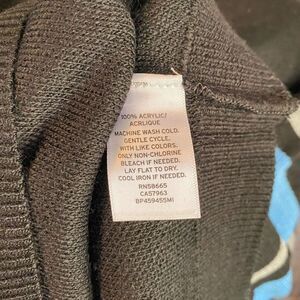 100% ACRYLIC/
ACRILIQUE
MACHINE WASH COLD.
GENTLE CYCLE.
WITH LIKE COLORS.
ONLY NON-CHLORINE
BLEACH IF NEEDED.
LAY FLAT TO DRY.
COOL IRON IF NEEDED.
RN58665
CA57963
BP459455MI